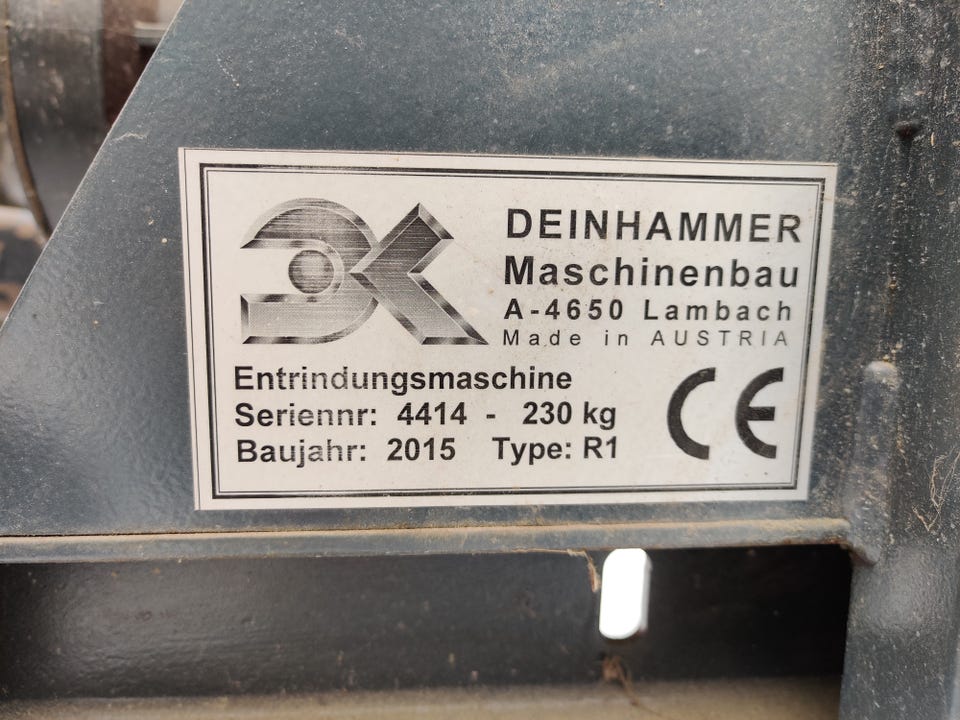 DEINHAMMER
Maschinenbau
A-4650 Lambach
Made in AUSTRIA
Entrindungsmaschine
Seriennr: 4414 - 230 kg
Baujahr: 2015 Type: R1
CE